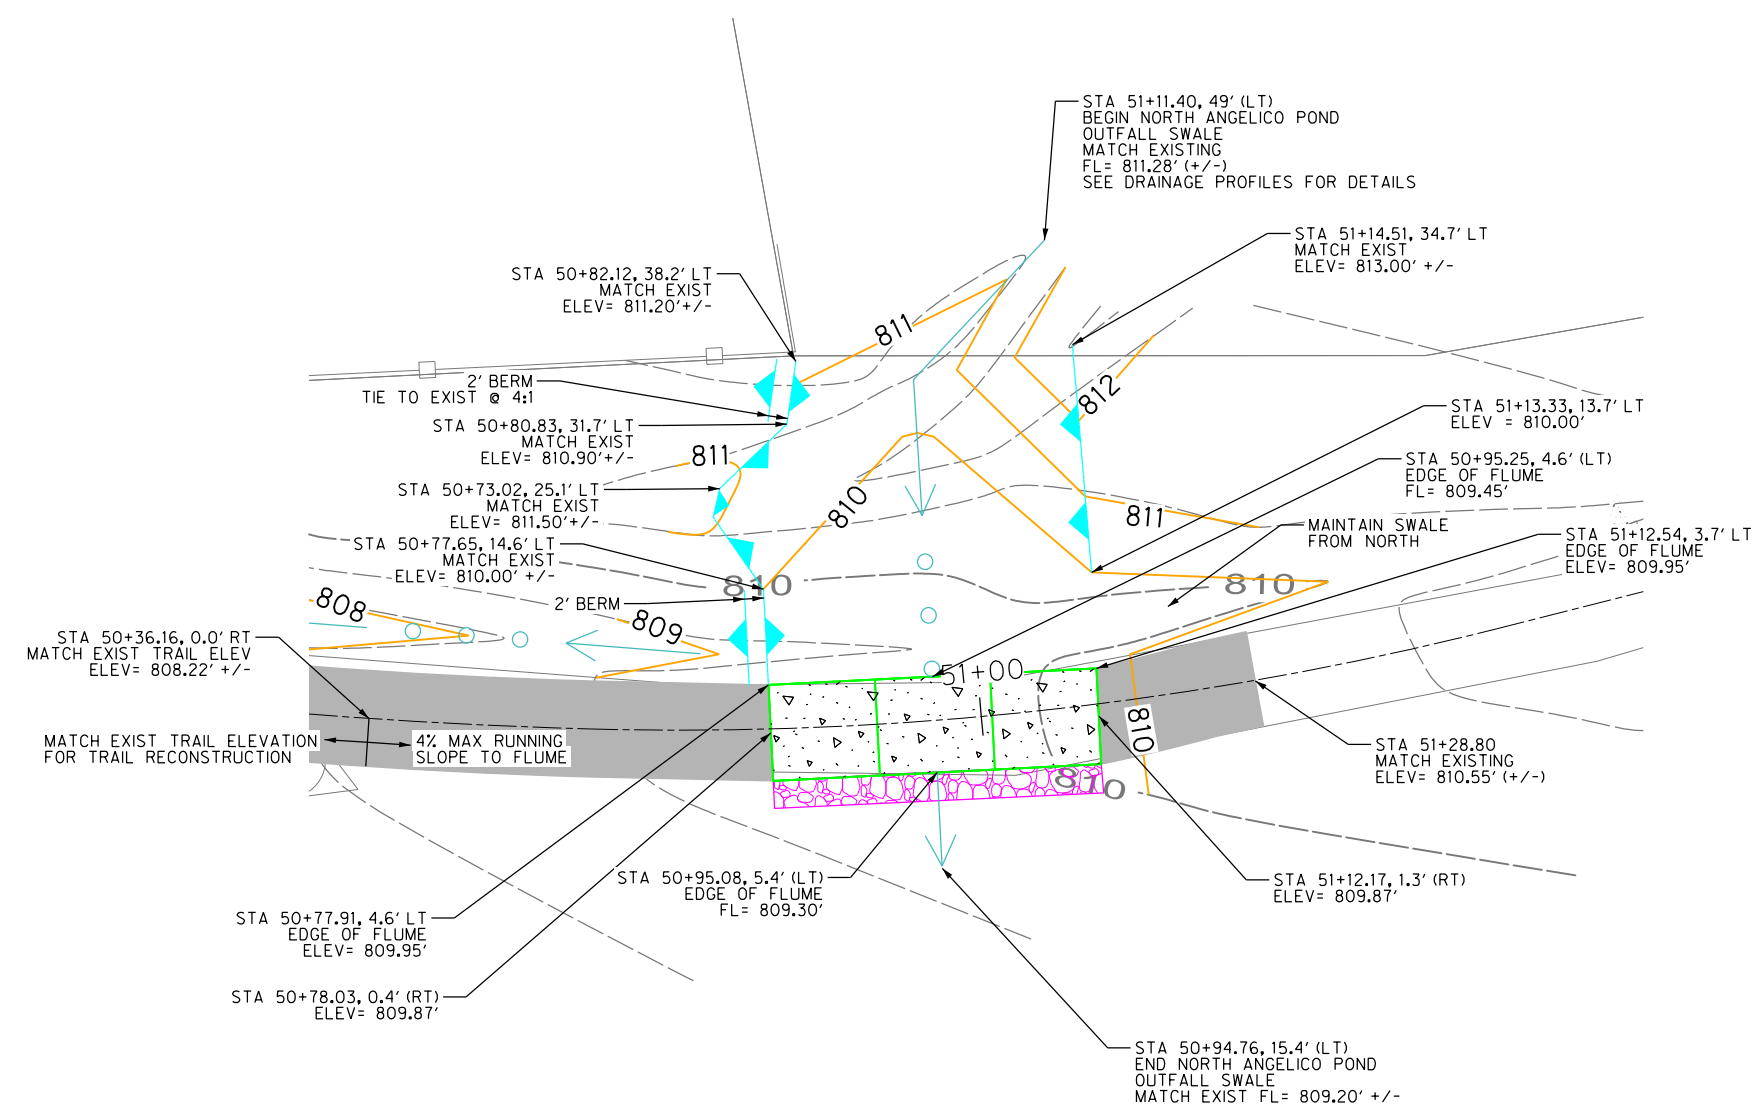 STA 51+11.40, 49' (LT)
BEGIN NORTH ANGELICO POND
OUTFALL SWALE
MATCH EXISTING
FL= 811.28' (+/-)
SEE DRAINAGE PROFILES FOR DETAILS
STA 51+14.51, 34.7' LT
MATCH EXIST
ELEV= 813.00' +/-
STA 50+82.12, 38.2' LT
MATCH EXIST
ELEV= 811.20'+/-
811
2' BERM
TIE TO EXIST @ 4:1
812
STA 51+13.33, 13.7' LT
ELEV = 810.00'
STA 50+80.83, 31.7' LT
MATCH EXIST
ELEV= 810.90'+/-
811
STA 50+95.25, 4.6' (LT)
EDGE OF FLUME
FL= 809.45'
STA 50+73.02, 25.1' LT
MATCH EXIST
ELEV= 811.50'+/-
810
811
MAINTAIN SWALE
FROM NORTH
STA 51+12.54, 3.7' LT
EDGE OF FLUME
ELEV= 809.95'
STA 50+77.65, 14.6' LT
MATCH EXIST
ELEV= 810.00' +/-
810
810
2' BERM
808
809
STA 50+36.16, 0.0' RT
MATCH EXIST TRAIL ELEV
ELEV= 808.22' +/-
51+00
810
MATCH EXIST TRAIL ELEVATION
FOR TRAIL RECONSTRUCTION
4% MAX RUNNING
SLOPE TO FLUME
STA 51+28.80
MATCH EXISTING
ELEV= 810.55' (+/-)
810
STA 50+95.08, 5.4' (LT)
EDGE OF FLUME
FL= 809.30'
STA 51+12.17, 1.3' (RT)
ELEV= 809.87'
STA 50+77.91, 4.6' LT
EDGE OF FLUME
ELEV= 809.95'
STA 50+78.03, 0.4' (RT)
ELEV= 809.87'
STA 50+94.76, 15.4' (LT)
END NORTH ANGELICO POND
OUTFALL SWALE
MATCH EXIST FL= 809.20' +/-